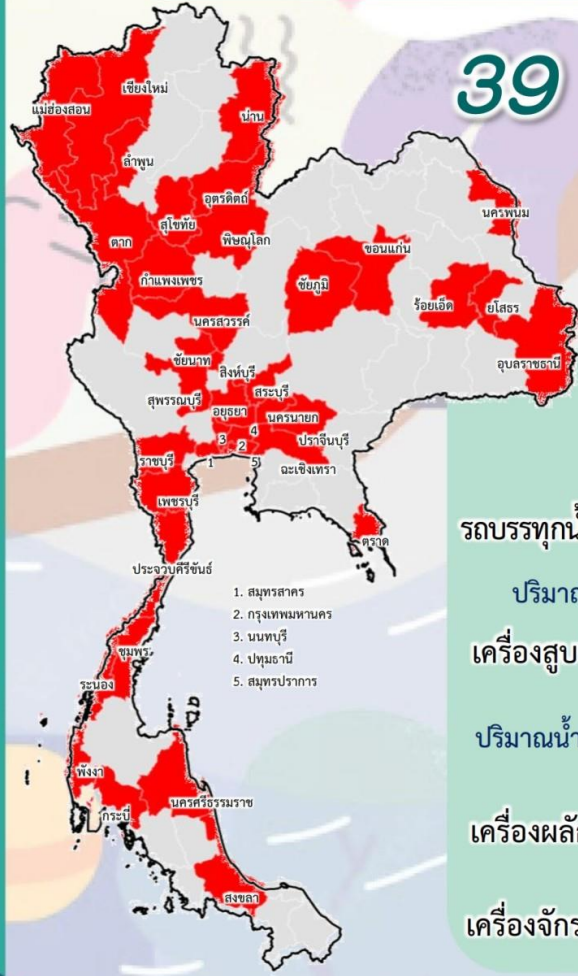 39
เชียงใหม่
แม่ฮ่องสอน
น่าน
ลำพูน
อุตรดิตถ์
สุโขทัย
ตาก
พิษณุโลก
กำแพงเพชร
นครสวรรค์
นครพนม
ขอนแก่น
ชัยภูมิ
ร้อยเอ็ด
ยโสธร
อุบลราชธานี
ชัยนาท
สิงห์บุรี
สุพรรณบุรี
สระบุรี
อยุธยา
นครนายก
4
3
2
ปราจีนบุรี
ราชบุรี
1
5
ฉะเชิงเทรา
เพชรบุรี
ตราด
ประจวบคีรีขันธ์
1. สมุทรสาคร
2. กรุงเทพมหานคร
3. นนทบุรี
4. ปทุมธานี
5. สมุทรปราการ
ชุมพร
ระนอง
พังงา
กระบี่
นครศรีธรรมราช
สงขลา
รถบรรทุกน้
ปริมาณ
เครื่องสูบ
ปริมาณน้ำ
เครื่องผลั
เครื่องจักร